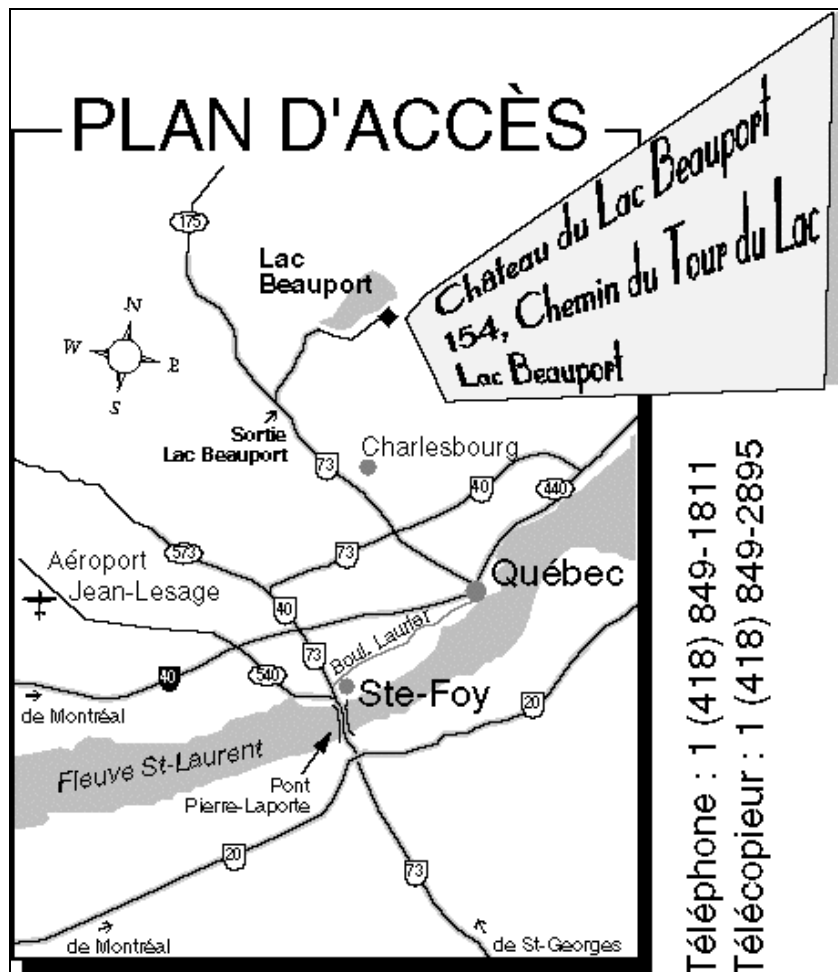 PLAN D'ACCÈS
Château du Lac Beauport
154, Chemin du Tour du Lac
Lac Beauport
175
Lac
Beauport
N
W
E
S
Sortie
Lac Beauport
73
Charlesbourg
40
440
573
73
Aéroport
Jean-Lesage
Québec
40
73
Boul. Laurier
40
540
Ste-Foy
20
de Montréal
Fleuve St-Laurent
Pont
Pierre-Laporte
20
73
de Montréal
de St-Georges
Téléphone : 1 (418) 849-1811
Télécopieur : 1 (418) 849-2895